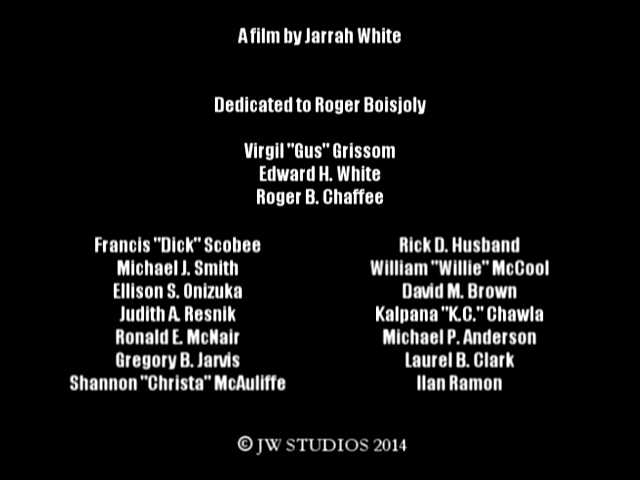 A film by Jarrah White
Dedicated to Roger Boisjoly
Virgil "Gus" Grissom
Edward H. White
Roger B. Chaffee
Francis "Dick" Scobee
Michael J. Smith
Ellison S. Onizuka
Judith A. Resnik
Ronald E. McNair
Gregory B. Jarvis
Shannon "Christa" McAuliffe
Rick D. Husband
William "Willie" McCool
David M. Brown
Kalpana "K.C." Chawla
Michael P. Anderson
Laurel B. Clark
Ilan Ramon
© JW STUDIOS 2014